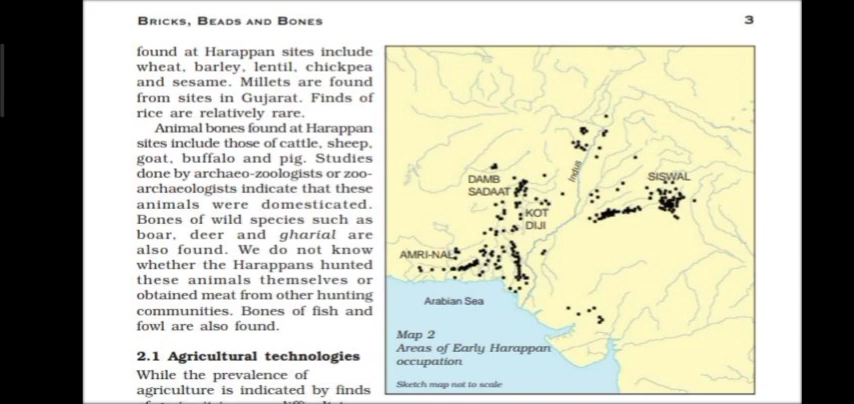 BRICKS, BEADS AND BONES
3
found at Harappan sites include
wheat, barley, lentil, chickpea
and sesame. Millets are found
from sites in Gujarat. Finds of
rice are relatively rare.
Animal bones found at Harappan
sites include those of cattle, sheep,
goat, buffalo and pig. Studies
done by archaeo-zoologists or zoo-
archaeologists indicate that these
animals were domesticated.
Bones of wild species such as
boar, deer and gharial are
also found. We do not know
whether the Harappans hunted
these animals themselves or
obtained meat from other hunting
communities. Bones of fish and
fowl are also found.
2.1 Agricultural technologies
While the prevalence of
agriculture is indicated by finds
Indus
SISWAL
DAMB
SADAAT
KOT
DIJI
AMRI-NAL
Arabian Sea
Map 2
Areas of Early Harappan
occupation
Sketch map not to scale